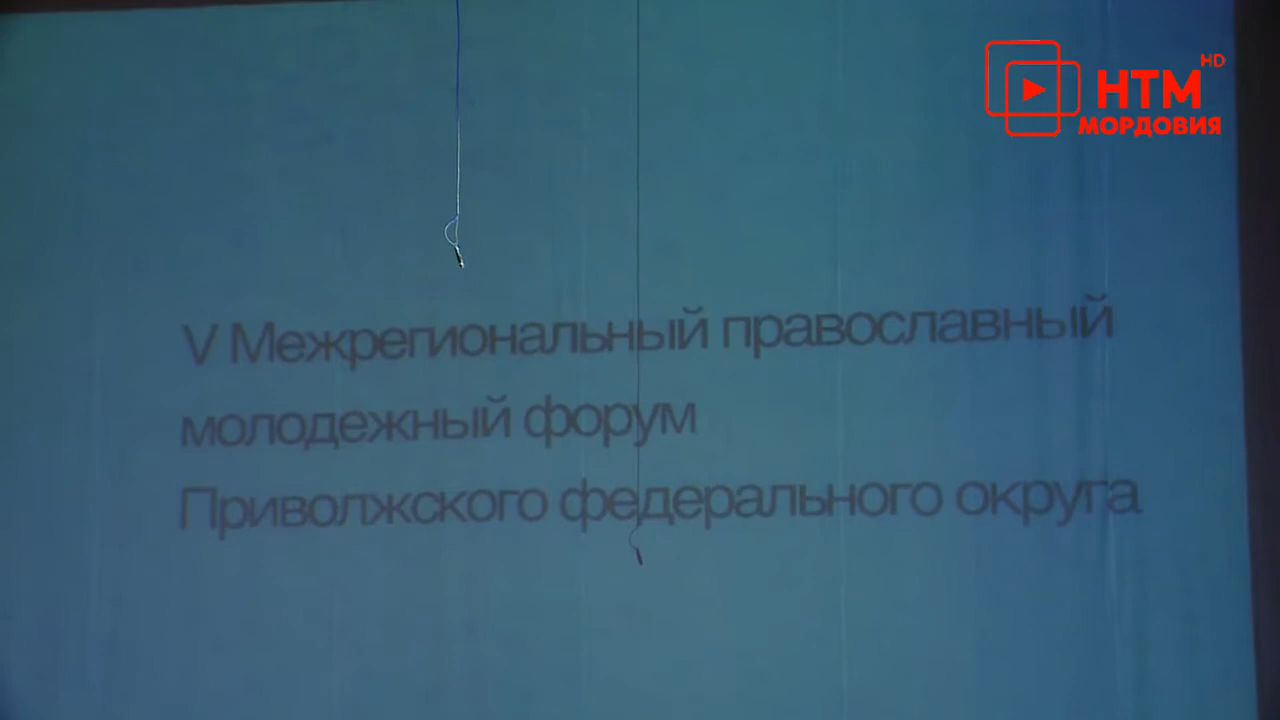 HD
НТМ
МОРДОВИЯ
V Межрегиональный православный
молодежный форум
Приволжского федерального округа